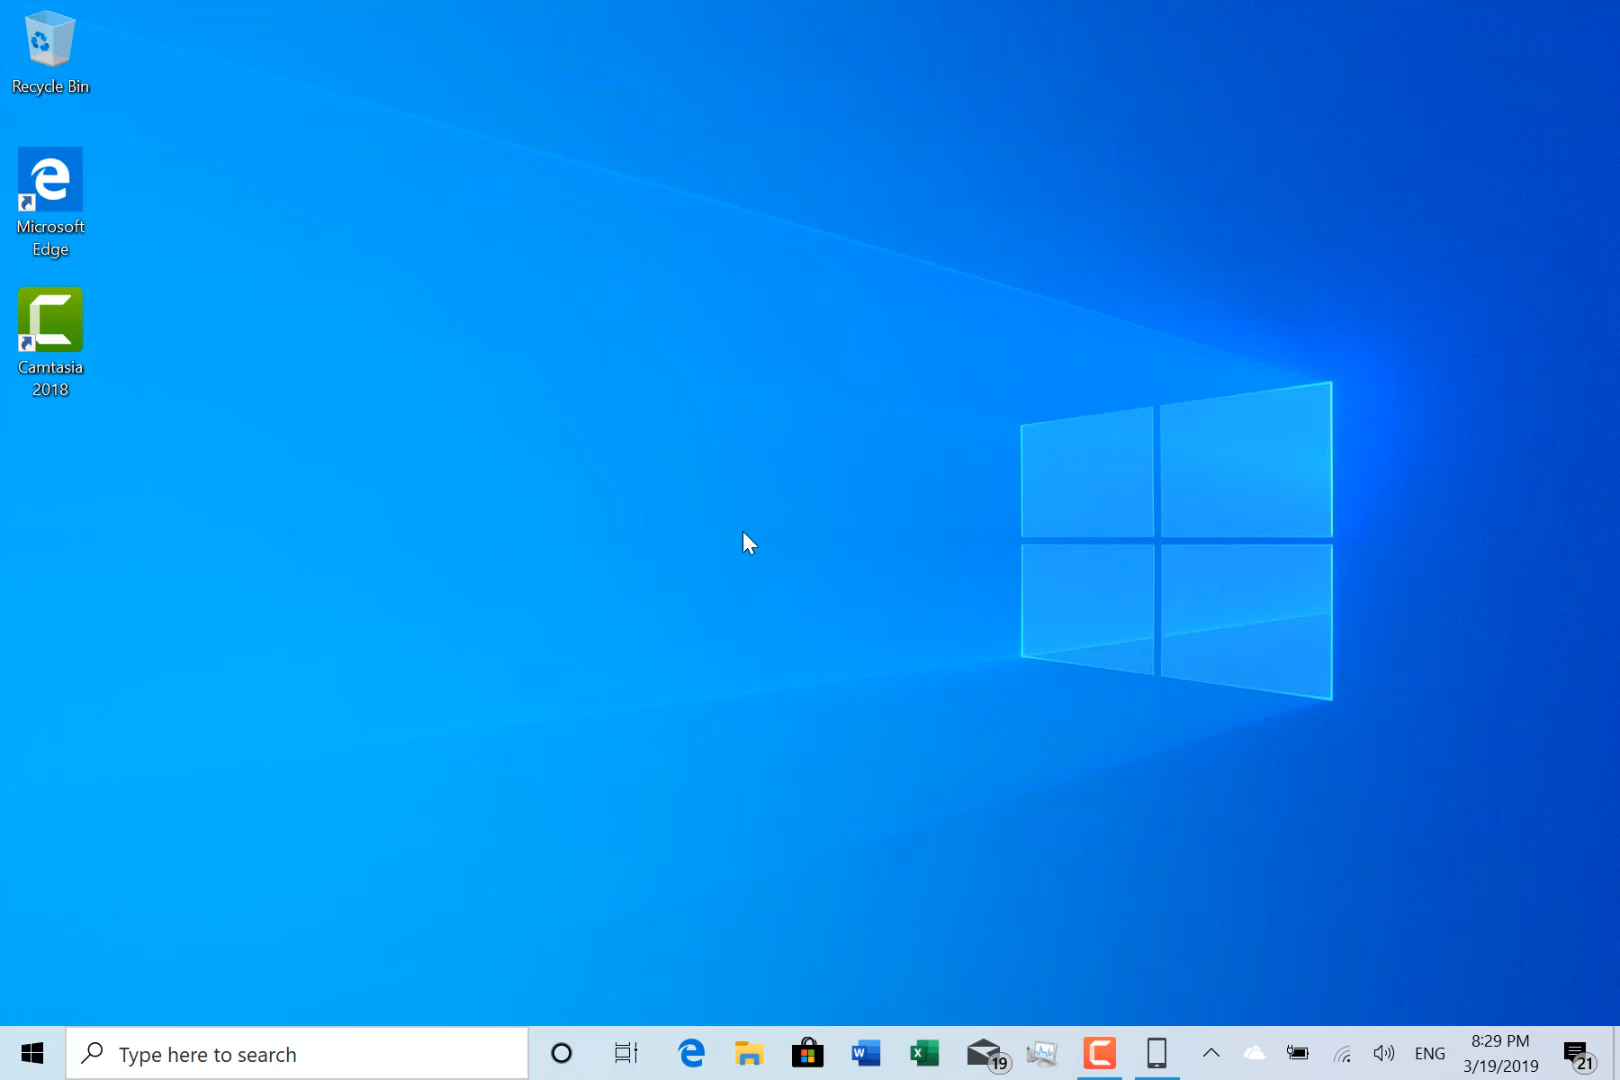 Recycle Bin
Microsoft
Edge
Camtasia
2018
Type here to search
19
ENG
8:29 PM
3/19/2019
21